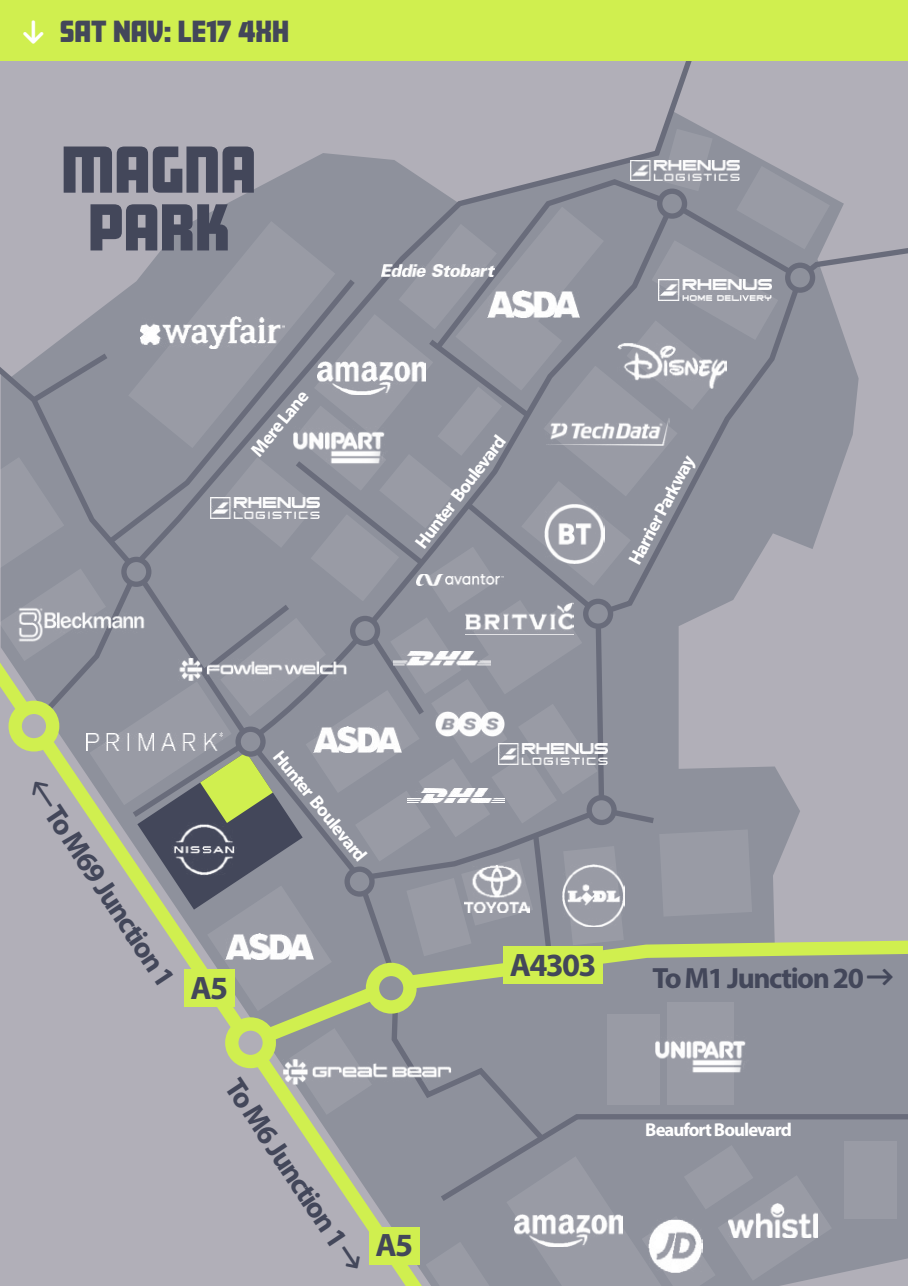 ↓ SAT NAV: LE17 4XH
MAGNA
PARK
RHENUS
LOGISTICS
Eddie Stobart
ASDA
RHENUS
HOME DELIVERY
wayfair
amazon
Disney
Mere Lane
UNIPART
Tech Data
Hunter Boulevard
Harrier Parkway
RHENUS
LOGISTICS
BT
avantor
Bleckmann
BRITVIC
DHL
FOWLER WELCH
PRIMARK
ASDA
BSS
RHENUS
LOGISTICS
Hunter Boulevard
DHL
NISSAN
← To M69 Junction 1
TOYOTA
LIDL
ASDA
A5
A4303
To M1 Junction 20 →
UNIPART
GREAT BEAR
To M6 Junction 1 →
Beaufort Boulevard
amazon
JD
whistl
A5